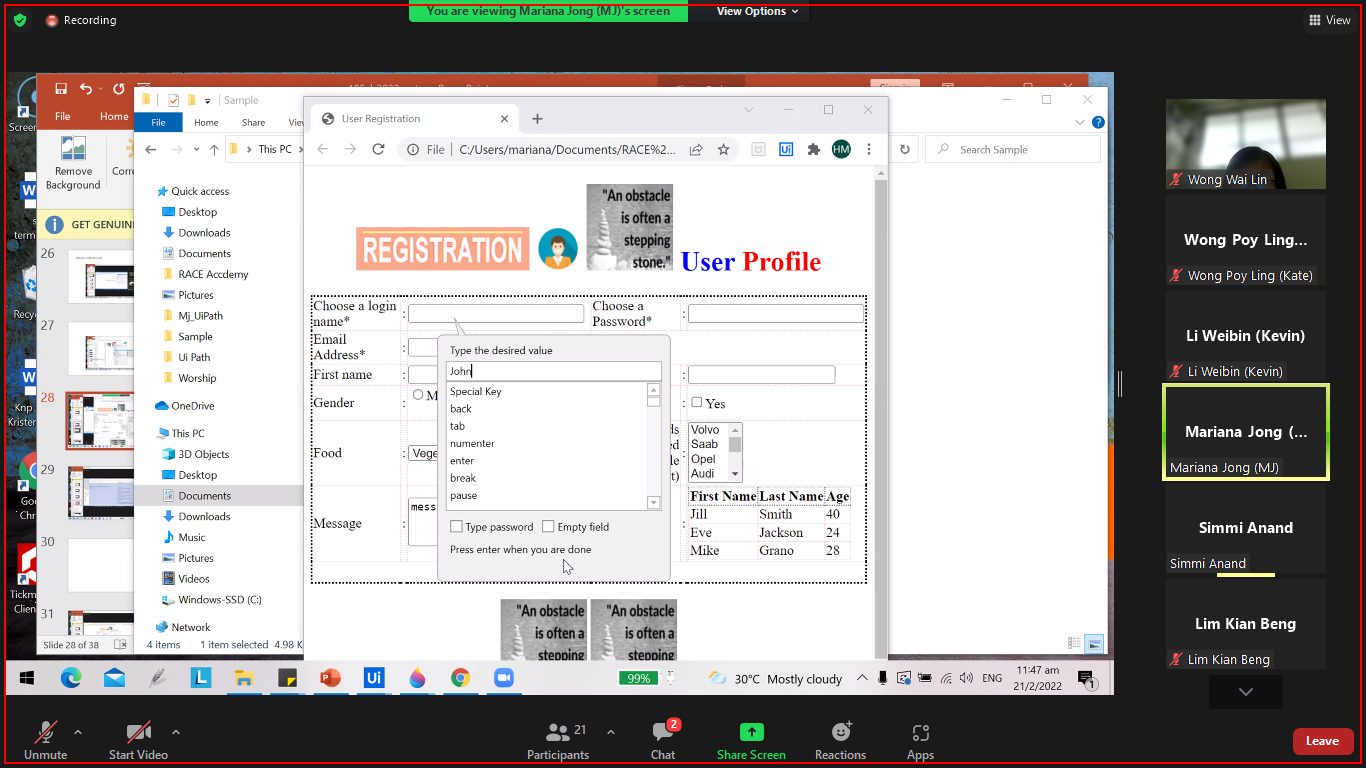 Recording
You are viewing Mariana Jong (MJ)'s screen
View Options
View
File
Home
Sample
File
Home
Share
This PC
Search Sample
Remove
Background
GET GENUIN
26
27
28
29
30
31
Slide 28 of 38
Quick access
Desktop
Downloads
Documents
RACE Accdemy
Pictures
Mj_UiPath
Sample
Ui Path
Worship
OneDrive
This PC
3D Objects
Desktop
Documents
Downloads
Music
Pictures
Videos
Windows-SSD (C:)
Network
4 items 1 item selected 4.98 K
User Registration
File C:/Users/mariana/Documents/RACE%2...
HM
"An obstacle
is often a
stepping
stone."
REGISTRATION
User Profile
Choose a login
name*
:
Choose a
Password*
:
Email
Address*
:
First name
:
:
Gender
:
M
:
Yes
Food
:
Vege
Volvo
Saab
Opel
Audi
Message
:
mess
:
First Name Last Name Age
Jill Smith 40
Eve Jackson 24
Mike Grano 28
Type the desired value
John
Special Key
back
tab
numenter
enter
break
pause
Type password Empty field
Press enter when you are done
"An obstacle
is often a
stepping
"An obstacle
is often a
stepping
99%
30°C Mostly cloudy
ENG
11:47 am
21/2/2022
1
Wong Wai Lin
Wong Poy Ling...
Wong Poy Ling (Kate)
Li Weibin (Kevin)
Li Weibin (Kevin)
Mariana Jong (...
Mariana Jong (MJ)
Simmi Anand
Simmi Anand
Lim Kian Beng
Lim Kian Beng
Unmute
Start Video
Participants
21
Chat
2
Share Screen
Reactions
Apps
Leave